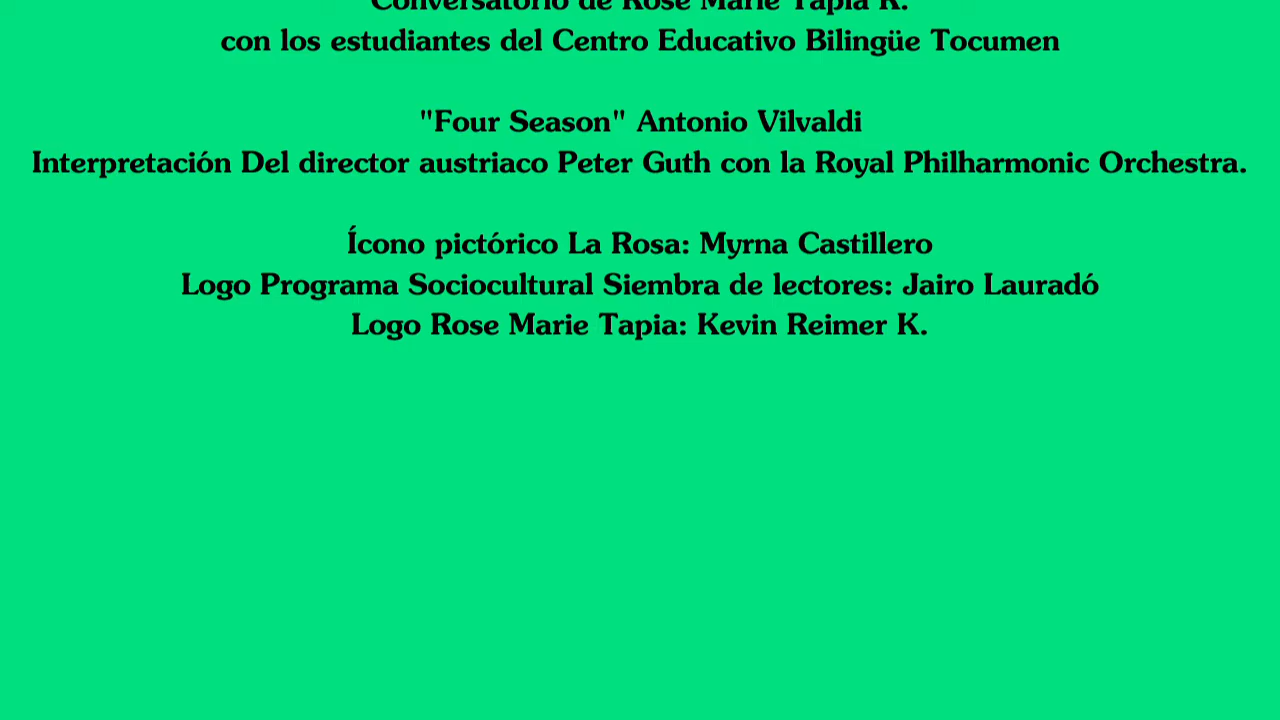 Conversatorio de Rose Marie Tapia R.
con los estudiantes del Centro Educativo Bilingüe Tocumen
"Four Season" Antonio Vilvaldi
Interpretación Del director austriaco Peter Guth con la Royal Philharmonic Orchestra.
Ícono pictórico La Rosa: Myrna Castillero
Logo Programa Sociocultural Siembra de lectores: Jairo Lauradó
Logo Rose Marie Tapia: Kevin Reimer K.